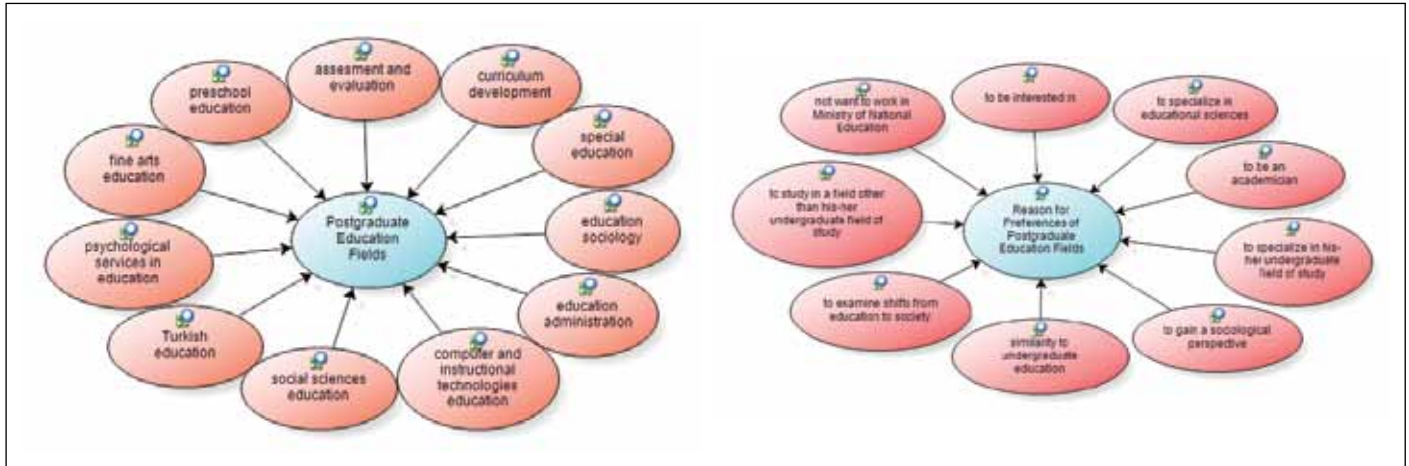 assesment and
evaluation
curriculum
development
special
education
education
sociology
education
administration
computer and
instructional
technologies
education
social sciences
education
Turkish
education
psychological
services in
education
fine arts
education
preschool
education
Postgraduate
Education
Fields
not want to work in
Ministry of National
Education
to be interested in
to specialize in
educational sciences
to be an
academician
to specialize in his-
her undergraduate
field of study
to gain a sociological
perspective
similarity to
undergraduate
education
to examine shifts from
education to society
to study in a field other
than his-her
undergraduate field of
study
Reason for
Preferences of
Postgraduate
Education Fields